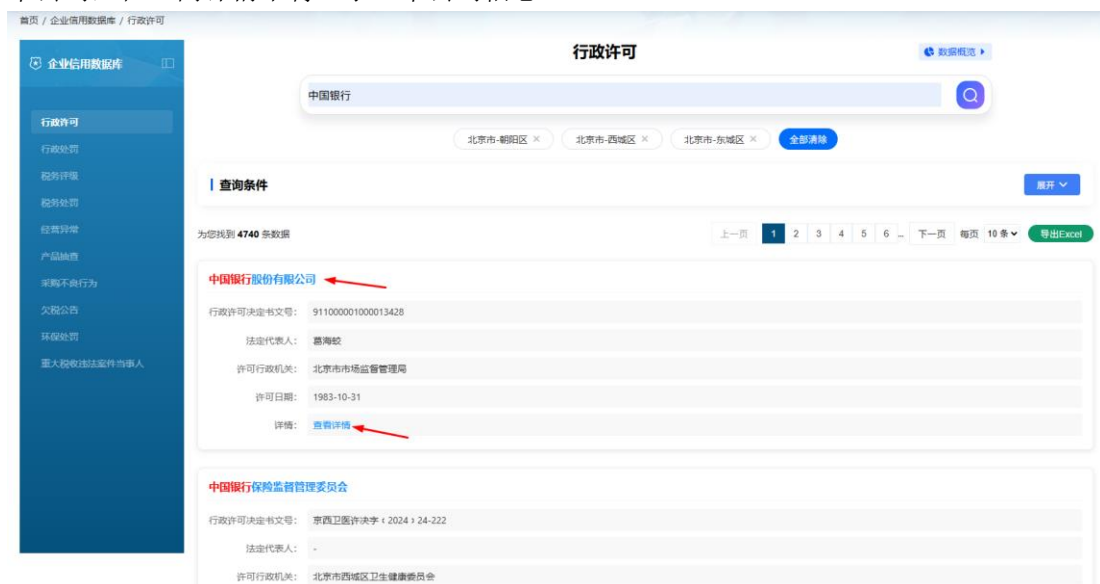 首页 / 企业信用数据库 / 行政许可
企业信用数据库
行政许可
行政处罚
税务评级
税务处罚
经营异常
产品抽查
采购不良行为
欠税公告
环保处罚
重大税收违法案件当事人
行政许可
数据概览
中国银行
北京市-朝阳区 × 北京市-西城区 × 北京市-东城区 × 全部清除
查询条件
展开
为您找到 4740 条数据
上一页 1 2 3 4 5 6 ... 下一页 每页 10 条 导出Excel
中国银行股份有限公司
行政许可决定书文号: 911000001000013428
法定代表人: 葛海蛟
许可行政机关: 北京市市场监督管理局
许可日期: 1983-10-31
详情: 查看详情
中国银行保险监督管理委员会
行政许可决定书文号: 京西卫医许决字﹝2024﹞24-222
法定代表人: -
许可行政机关: 北京市西城区卫生健康委员会